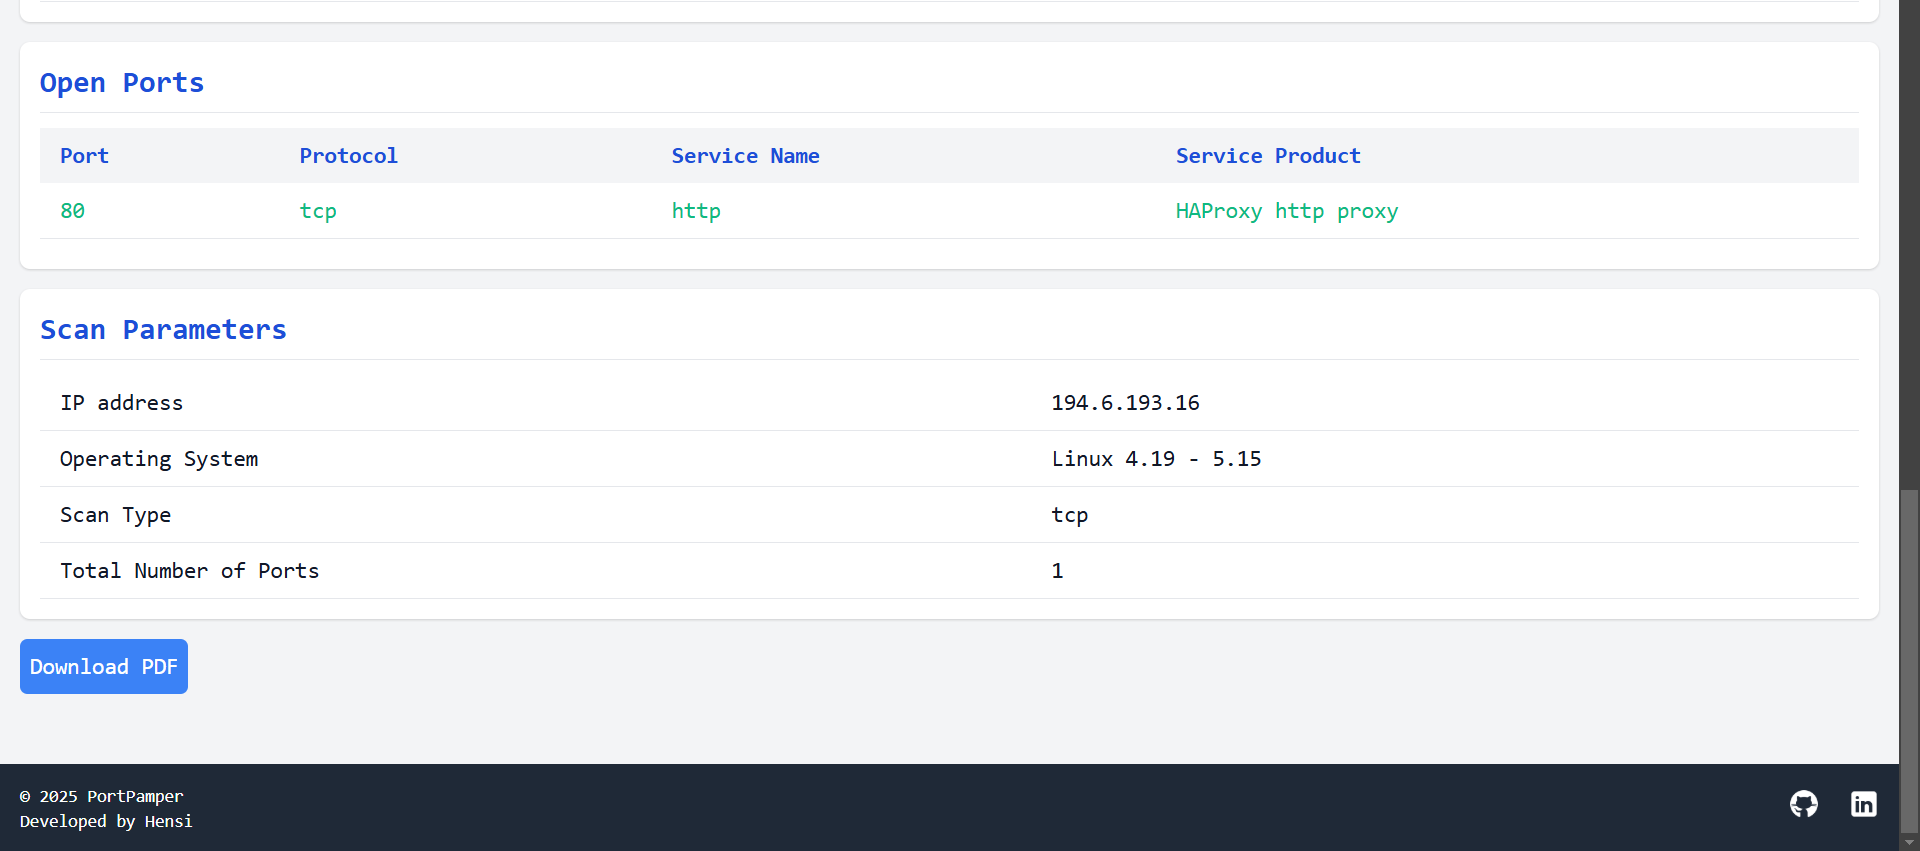 Open Ports
Port Protocol Service Name Service Product
80 tcp http HAProxy http proxy
Scan Parameters
IP address 194.6.193.16
Operating System Linux 4.19 - 5.15
Scan Type tcp
Total Number of Ports 1
Download PDF
© 2025 PortPamper
Developed by Hensi